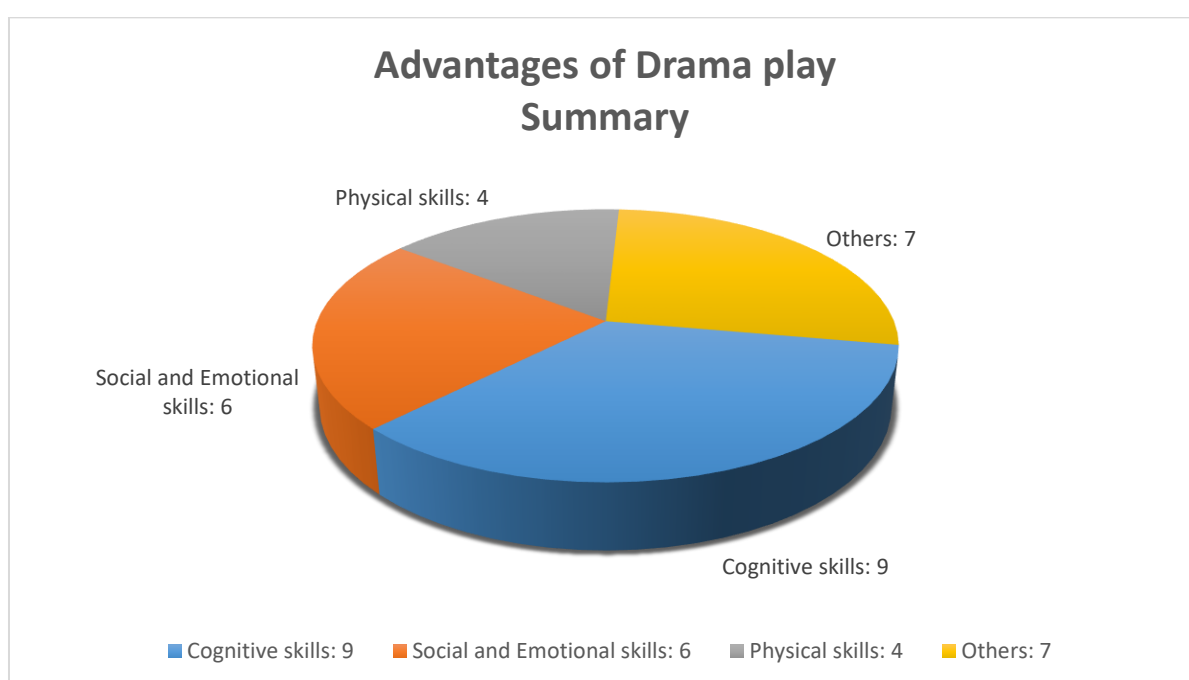 Advantages of Drama play
Summary
Physical skills: 4
Others: 7
Social and Emotional
skills: 6
Cognitive skills: 9
Cognitive skills: 9
Social and Emotional skills: 6
Physical skills: 4
Others: 7